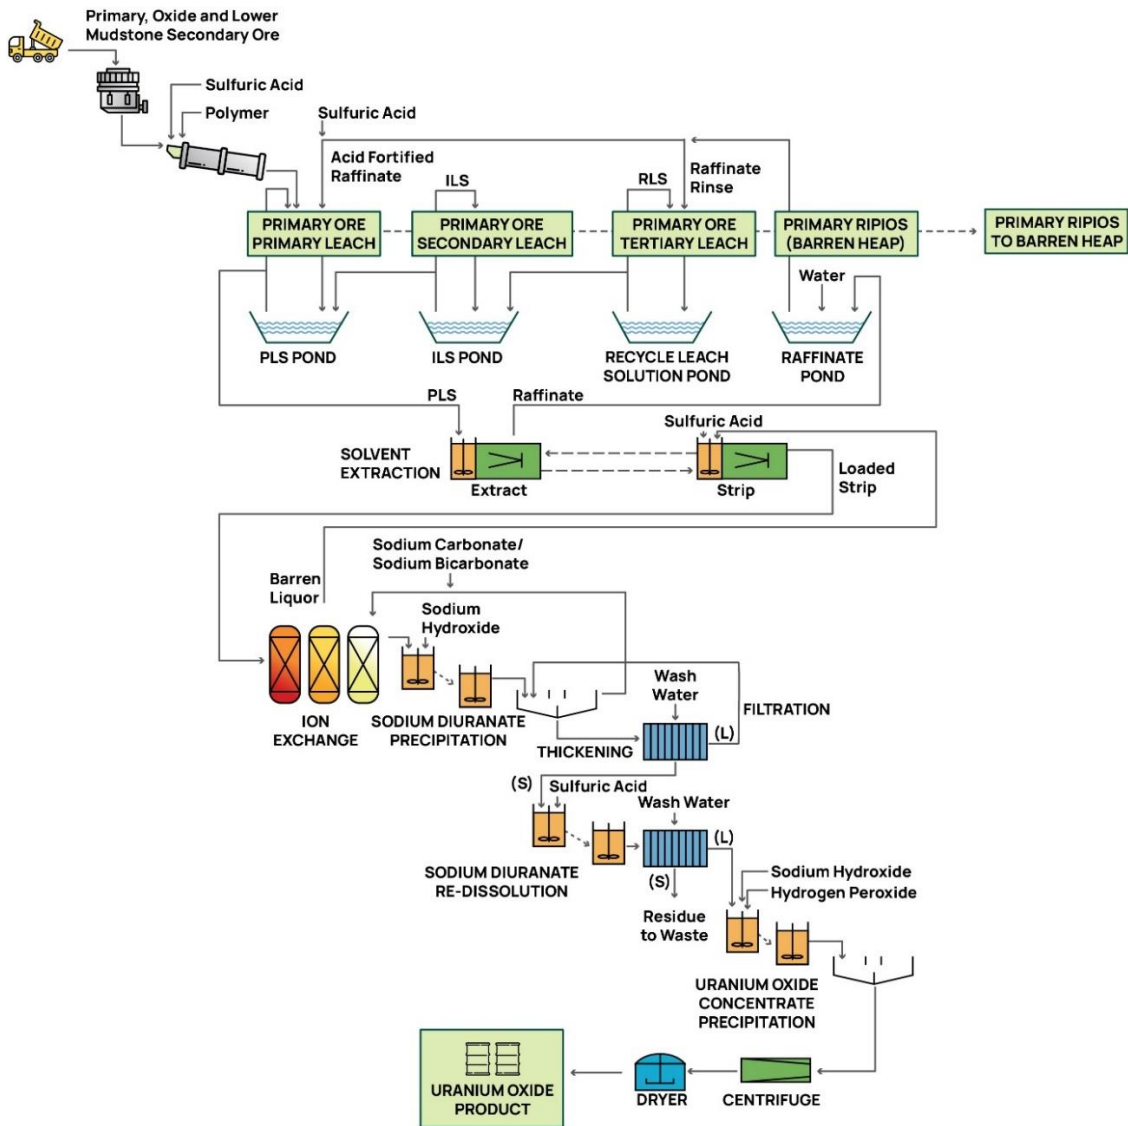 Primary, Oxide and Lower
Mudstone Secondary Ore
Sulfuric Acid
Polymer
Sulfuric Acid
Acid Fortified
Raffinate
ILS
RLS
Raffinate
Rinse
PRIMARY ORE
PRIMARY LEACH
PRIMARY ORE
SECONDARY LEACH
PRIMARY ORE
TERTIARY LEACH
PRIMARY RIPIOS
(BARREN HEAP)
PRIMARY RIPIOS
TO BARREN HEAP
Water
PLS POND
ILS POND
RECYCLE LEACH
SOLUTION POND
RAFFINATE
POND
PLS
Raffinate
Sulfuric Acid
SOLVENT
EXTRACTION
Extract
Strip
Loaded
Strip
Sodium Carbonate/
Sodium Bicarbonate
Barren
Liquor
Sodium
Hydroxide
Wash
Water
ION
EXCHANGE
SODIUM DIURANATE
PRECIPITATION
THICKENING
(L)
FILTRATION
(S)
Sulfuric Acid
Wash Water
(L)
SODIUM DIURANATE
RE-DISSOLUTION
(S)
Residue
to Waste
Sodium Hydroxide
Hydrogen Peroxide
URANIUM OXIDE
CONCENTRATE
PRECIPITATION
URANIUM OXIDE
PRODUCT
DRYER
CENTRIFUGE